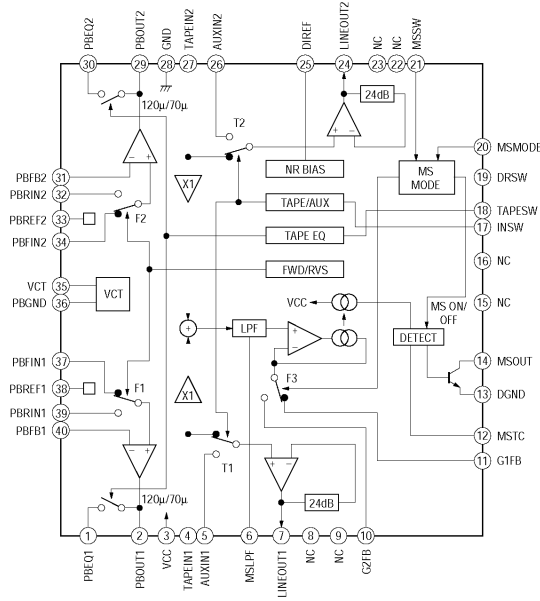 PBEQ2
PBOUT2
GND
TAPEIN2
AUXIN2
DIREF
LINEOUT2
NC
NC
MSSW
30
29
28
27
26
25
24
23
22
21
120μ/70μ
24dB
T2
+ −
− +
20 MSMODE
MS
MODE
19 DRSW
18 TAPESW
17 INSW
16 NC
15 NC
14 MSOUT
13 DGND
12 MSTC
11 G1FB
PBFB2 31
PBRIN2 32
PBREF2 33
PBFIN2 34
F2
X1
NR BIAS
TAPE/AUX
TAPE EQ
FWD/RVS
VCT 35
PBGND 36
VCT
VCC
MS ON/
OFF
DETECT
+
LPF
+
−
PBFIN1 37
PBREF1 38
PBRIN1 39
PBFB1 40
F1
X1
F3
− +
T1
+ −
120μ/70μ
24dB
1
2
3
4
5
6
7
8
9
10
PBEQ1
PBOUT1
VCC
TAPEIN1
AUXIN1
MSLPF
LINEOUT1
NC
NC
G2FB